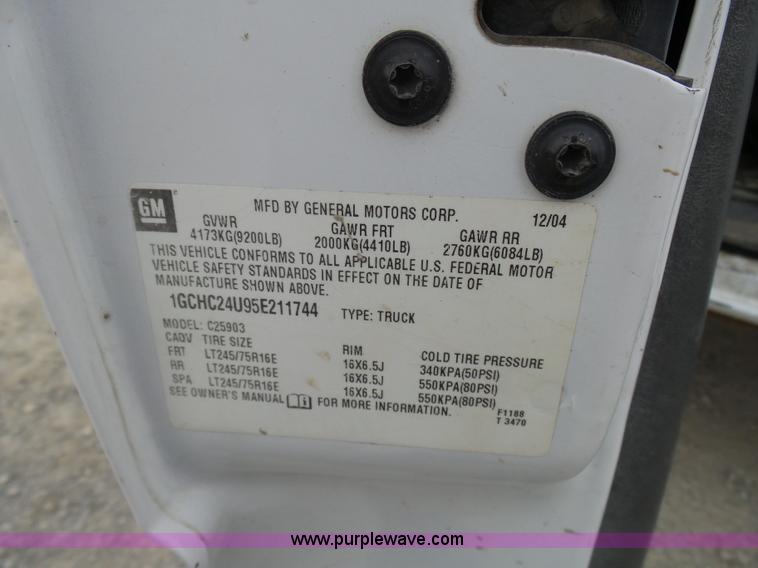 GM MFD BY GENERAL MOTORS CORP. 12/04
GVWR GAWR FRT GAWR RR
4173KG(9200LB) 2000KG(4410LB) 2760KG(6084LB)
THIS VEHICLE CONFORMS TO ALL APPLICABLE U.S. FEDERAL MOTOR
VEHICLE SAFETY STANDARDS IN EFFECT ON THE DATE OF
MANUFACTURE SHOWN ABOVE.
1GCHC24U95E211744 TYPE: TRUCK
MODEL: C25903
CADV TIRE SIZE RIM COLD TIRE PRESSURE
FRT LT245/75R16E 16X6.5J 340KPA(50PSI)
RR LT245/75R16E 16X6.5J 550KPA(80PSI)
SPA LT245/75R16E 16X6.5J 550KPA(80PSI)
SEE OWNER'S MANUAL FOR MORE INFORMATION.
F1188
T 3470
www.purplewave.com